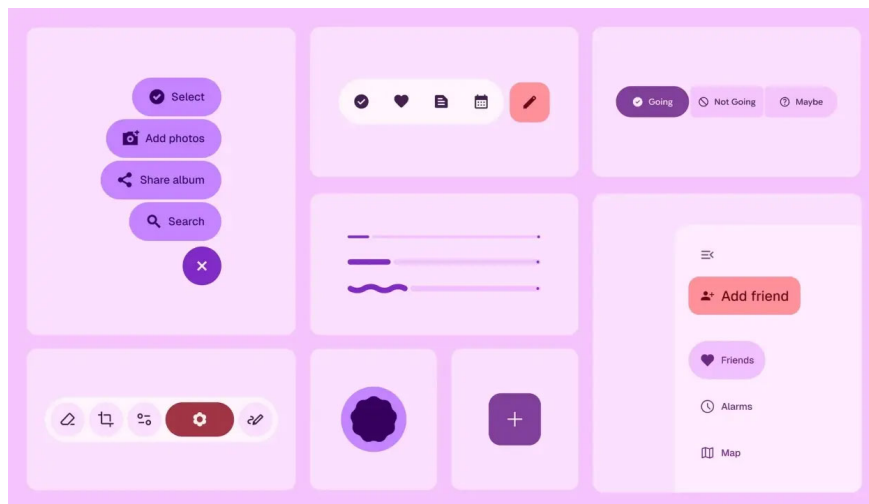 Select
Add photos
Share album
Search
Going
Not Going
Maybe
Add friend
Friends
Alarms
Map